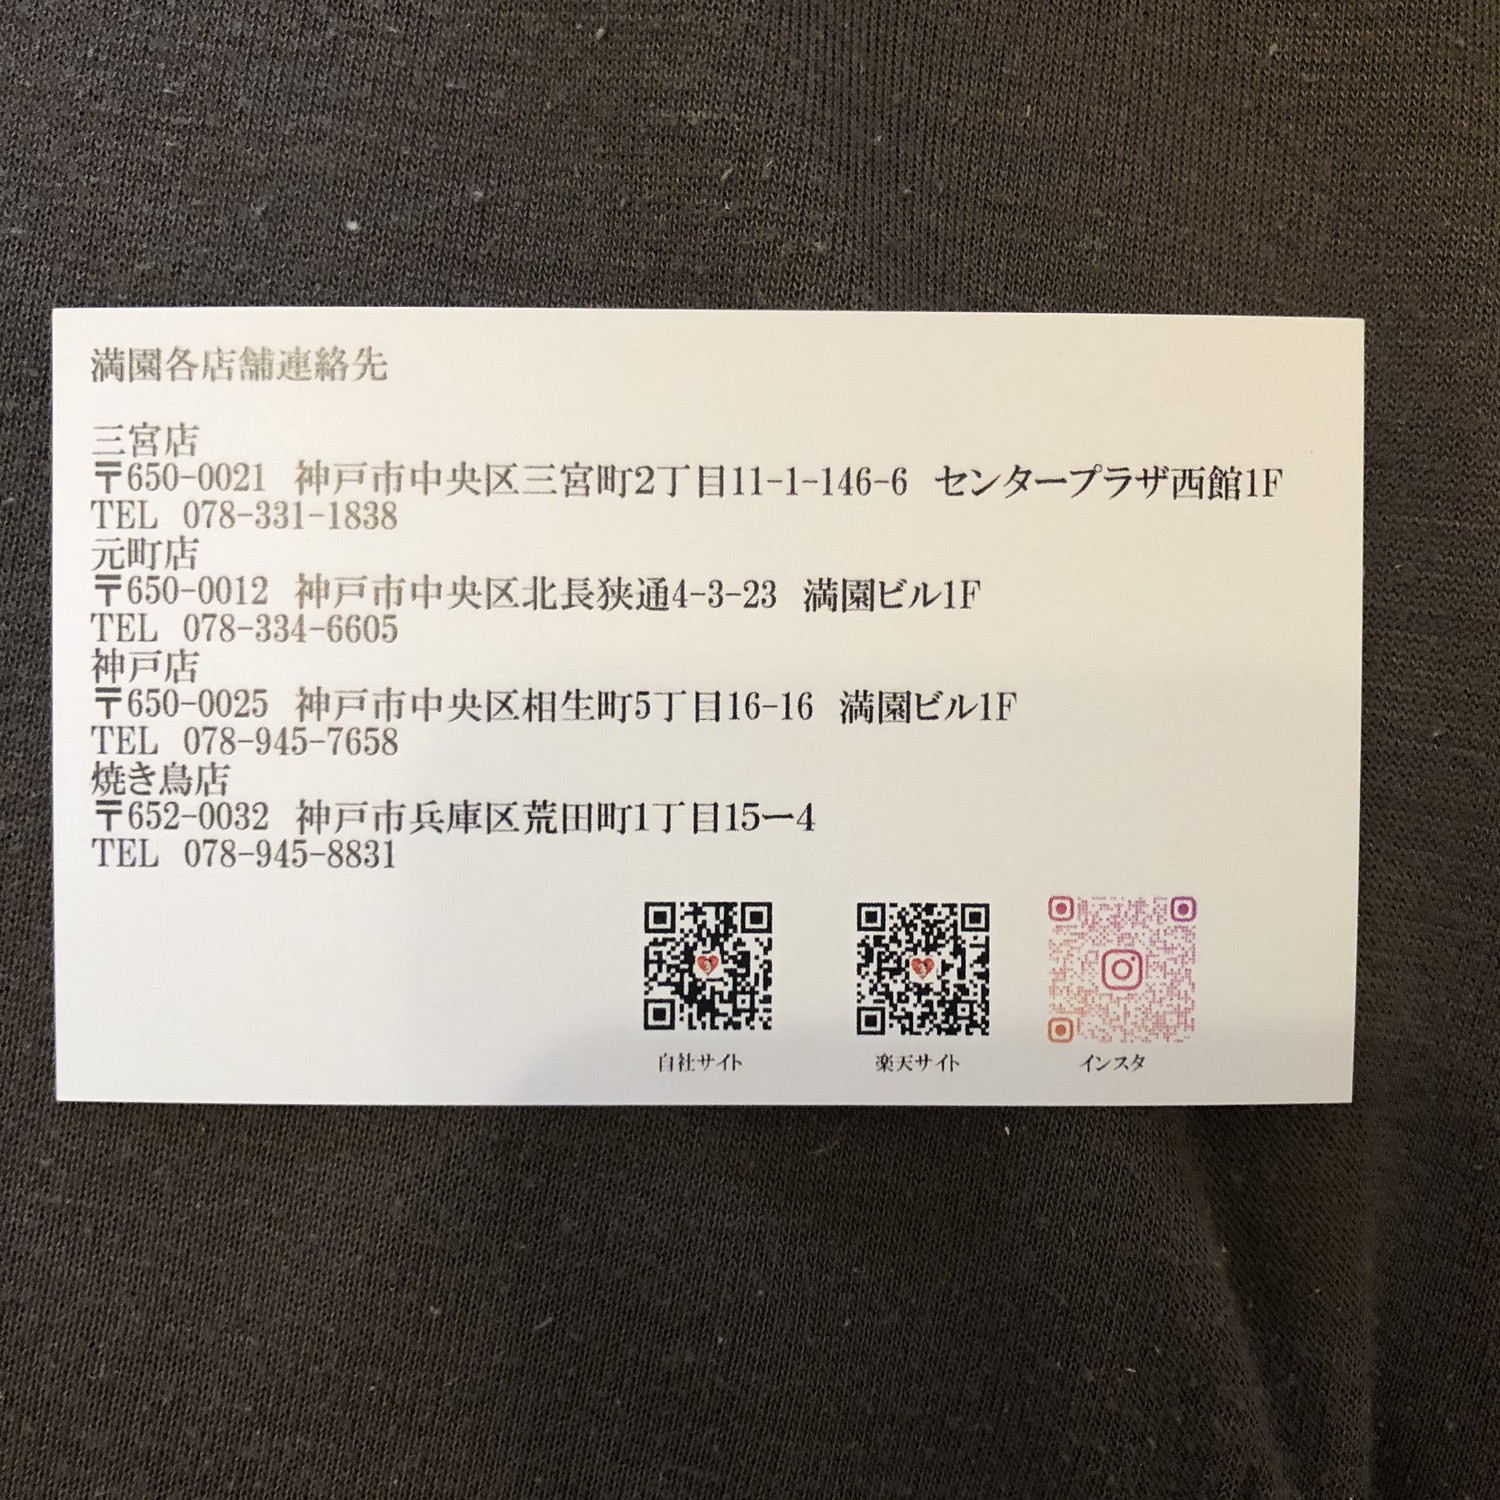 満園各店舗連絡先
三宮店
〒650-0021 神戸市中央区三宮町2丁目11-1-146-6 センタープラザ西館1F
TEL 078-331-1838
元町店
〒650-0012 神戸市中央区北長狭通4-3-23 満園ビル1F
TEL 078-334-6605
神戸店
〒650-0025 神戸市中央区相生町5丁目16-16 満園ビル1F
TEL 078-945-7658
焼き鳥店
〒652-0032 神戸市兵庫区荒田町1丁目15ー4
TEL 078-945-8831
自社サイト 楽天サイト インスタ